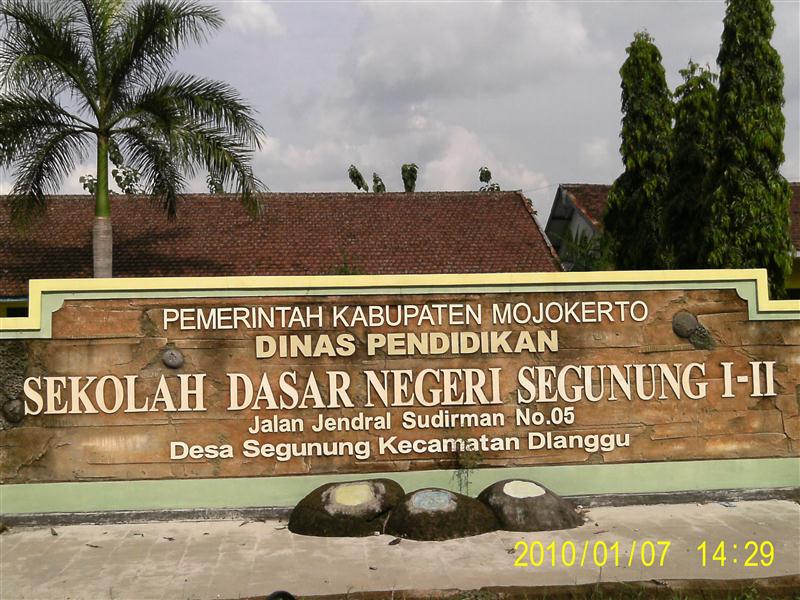 PEMERINTAH KABUPATEN MOJOKERTO
DINAS PENDIDIKAN
SEKOLAH DASAR NEGERI SEGUNUNG I-II
Jalan Jendral Sudirman No.05
Desa Segunung Kecamatan Dlanggu
2010/01/07 14:29